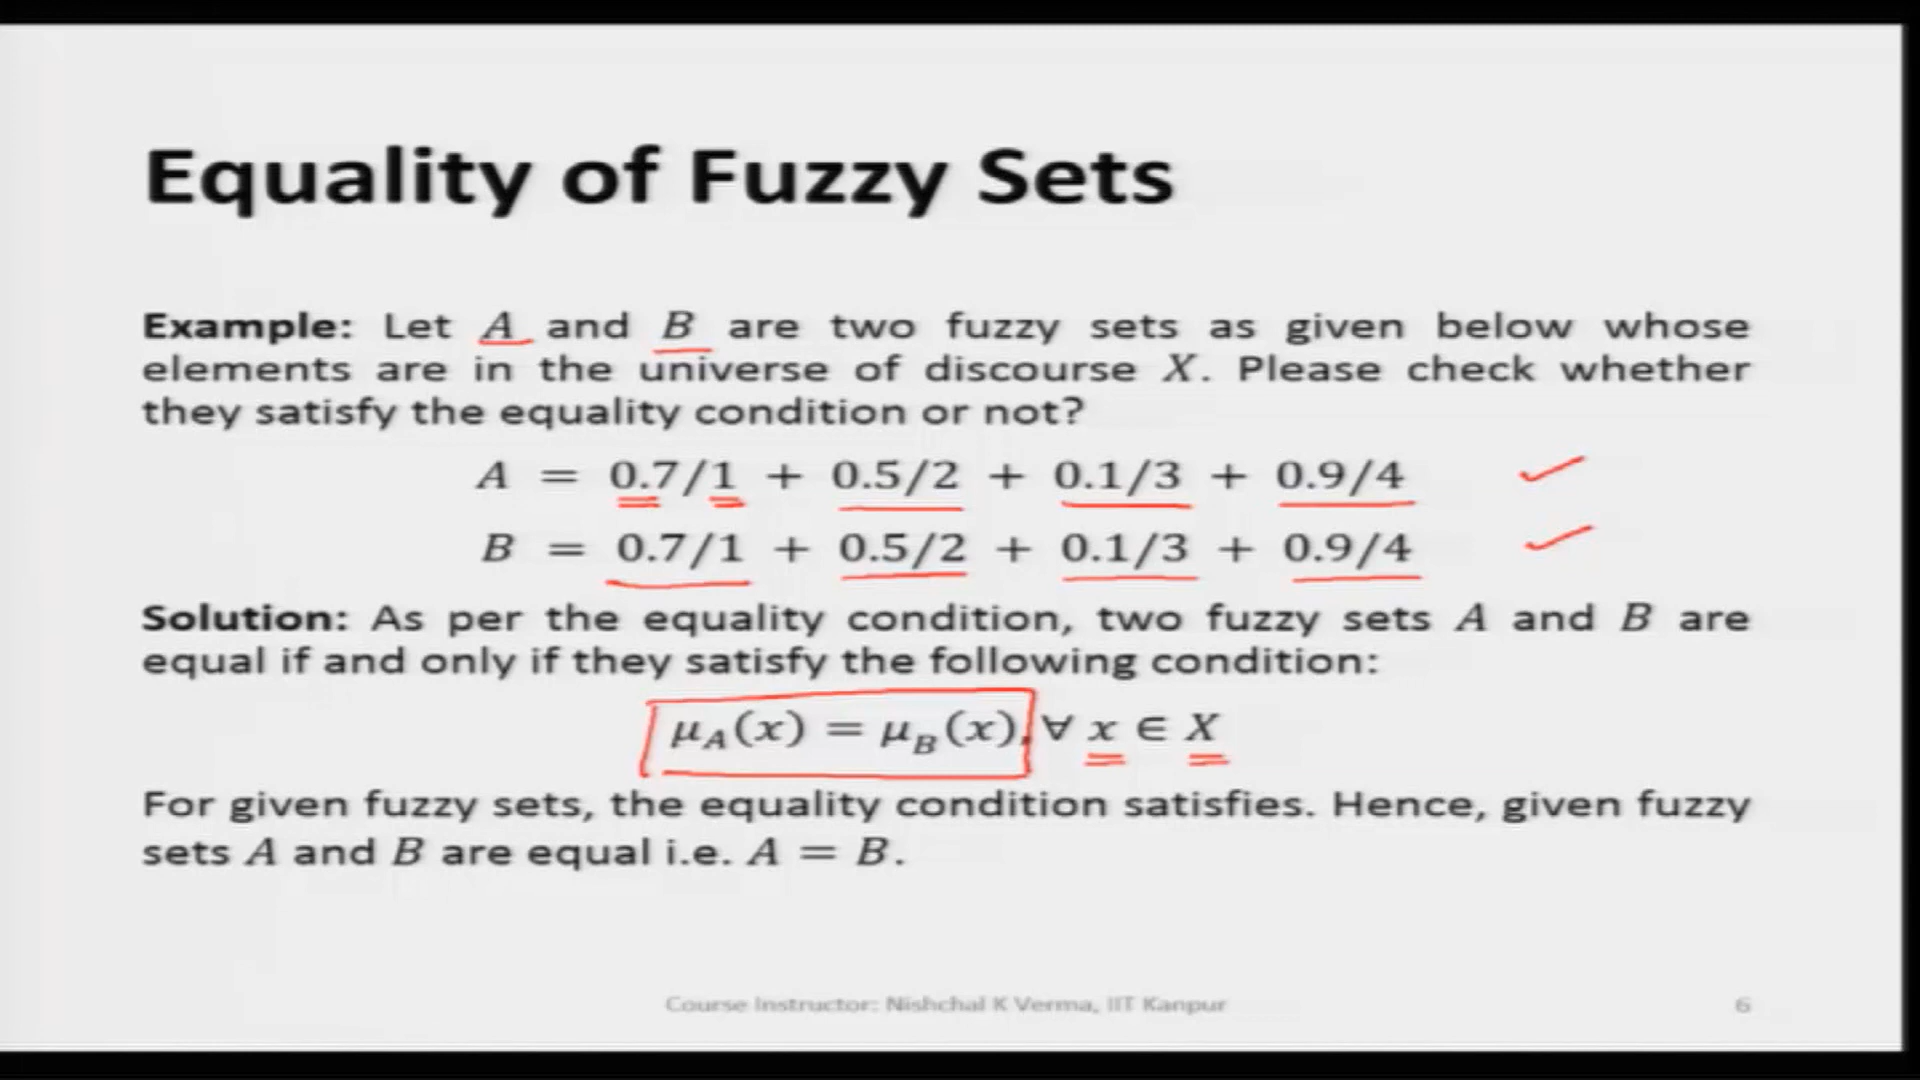 Equality of Fuzzy Sets
Example: Let A and B are two fuzzy sets as given below whose
elements are in the universe of discourse X. Please check whether
they satisfy the equality condition or not?
A = 0.7/1 + 0.5/2 + 0.1/3 + 0.9/4
B = 0.7/1 + 0.5/2 + 0.1/3 + 0.9/4
Solution: As per the equality condition, two fuzzy sets A and B are
equal if and only if they satisfy the following condition:
μ_A(x) = μ_B(x), ∀ x ∈ X
For given fuzzy sets, the equality condition satisfies. Hence, given fuzzy
sets A and B are equal i.e. A = B.
Course Instructor: Nishchal K Verma, IIT Kanpur
6